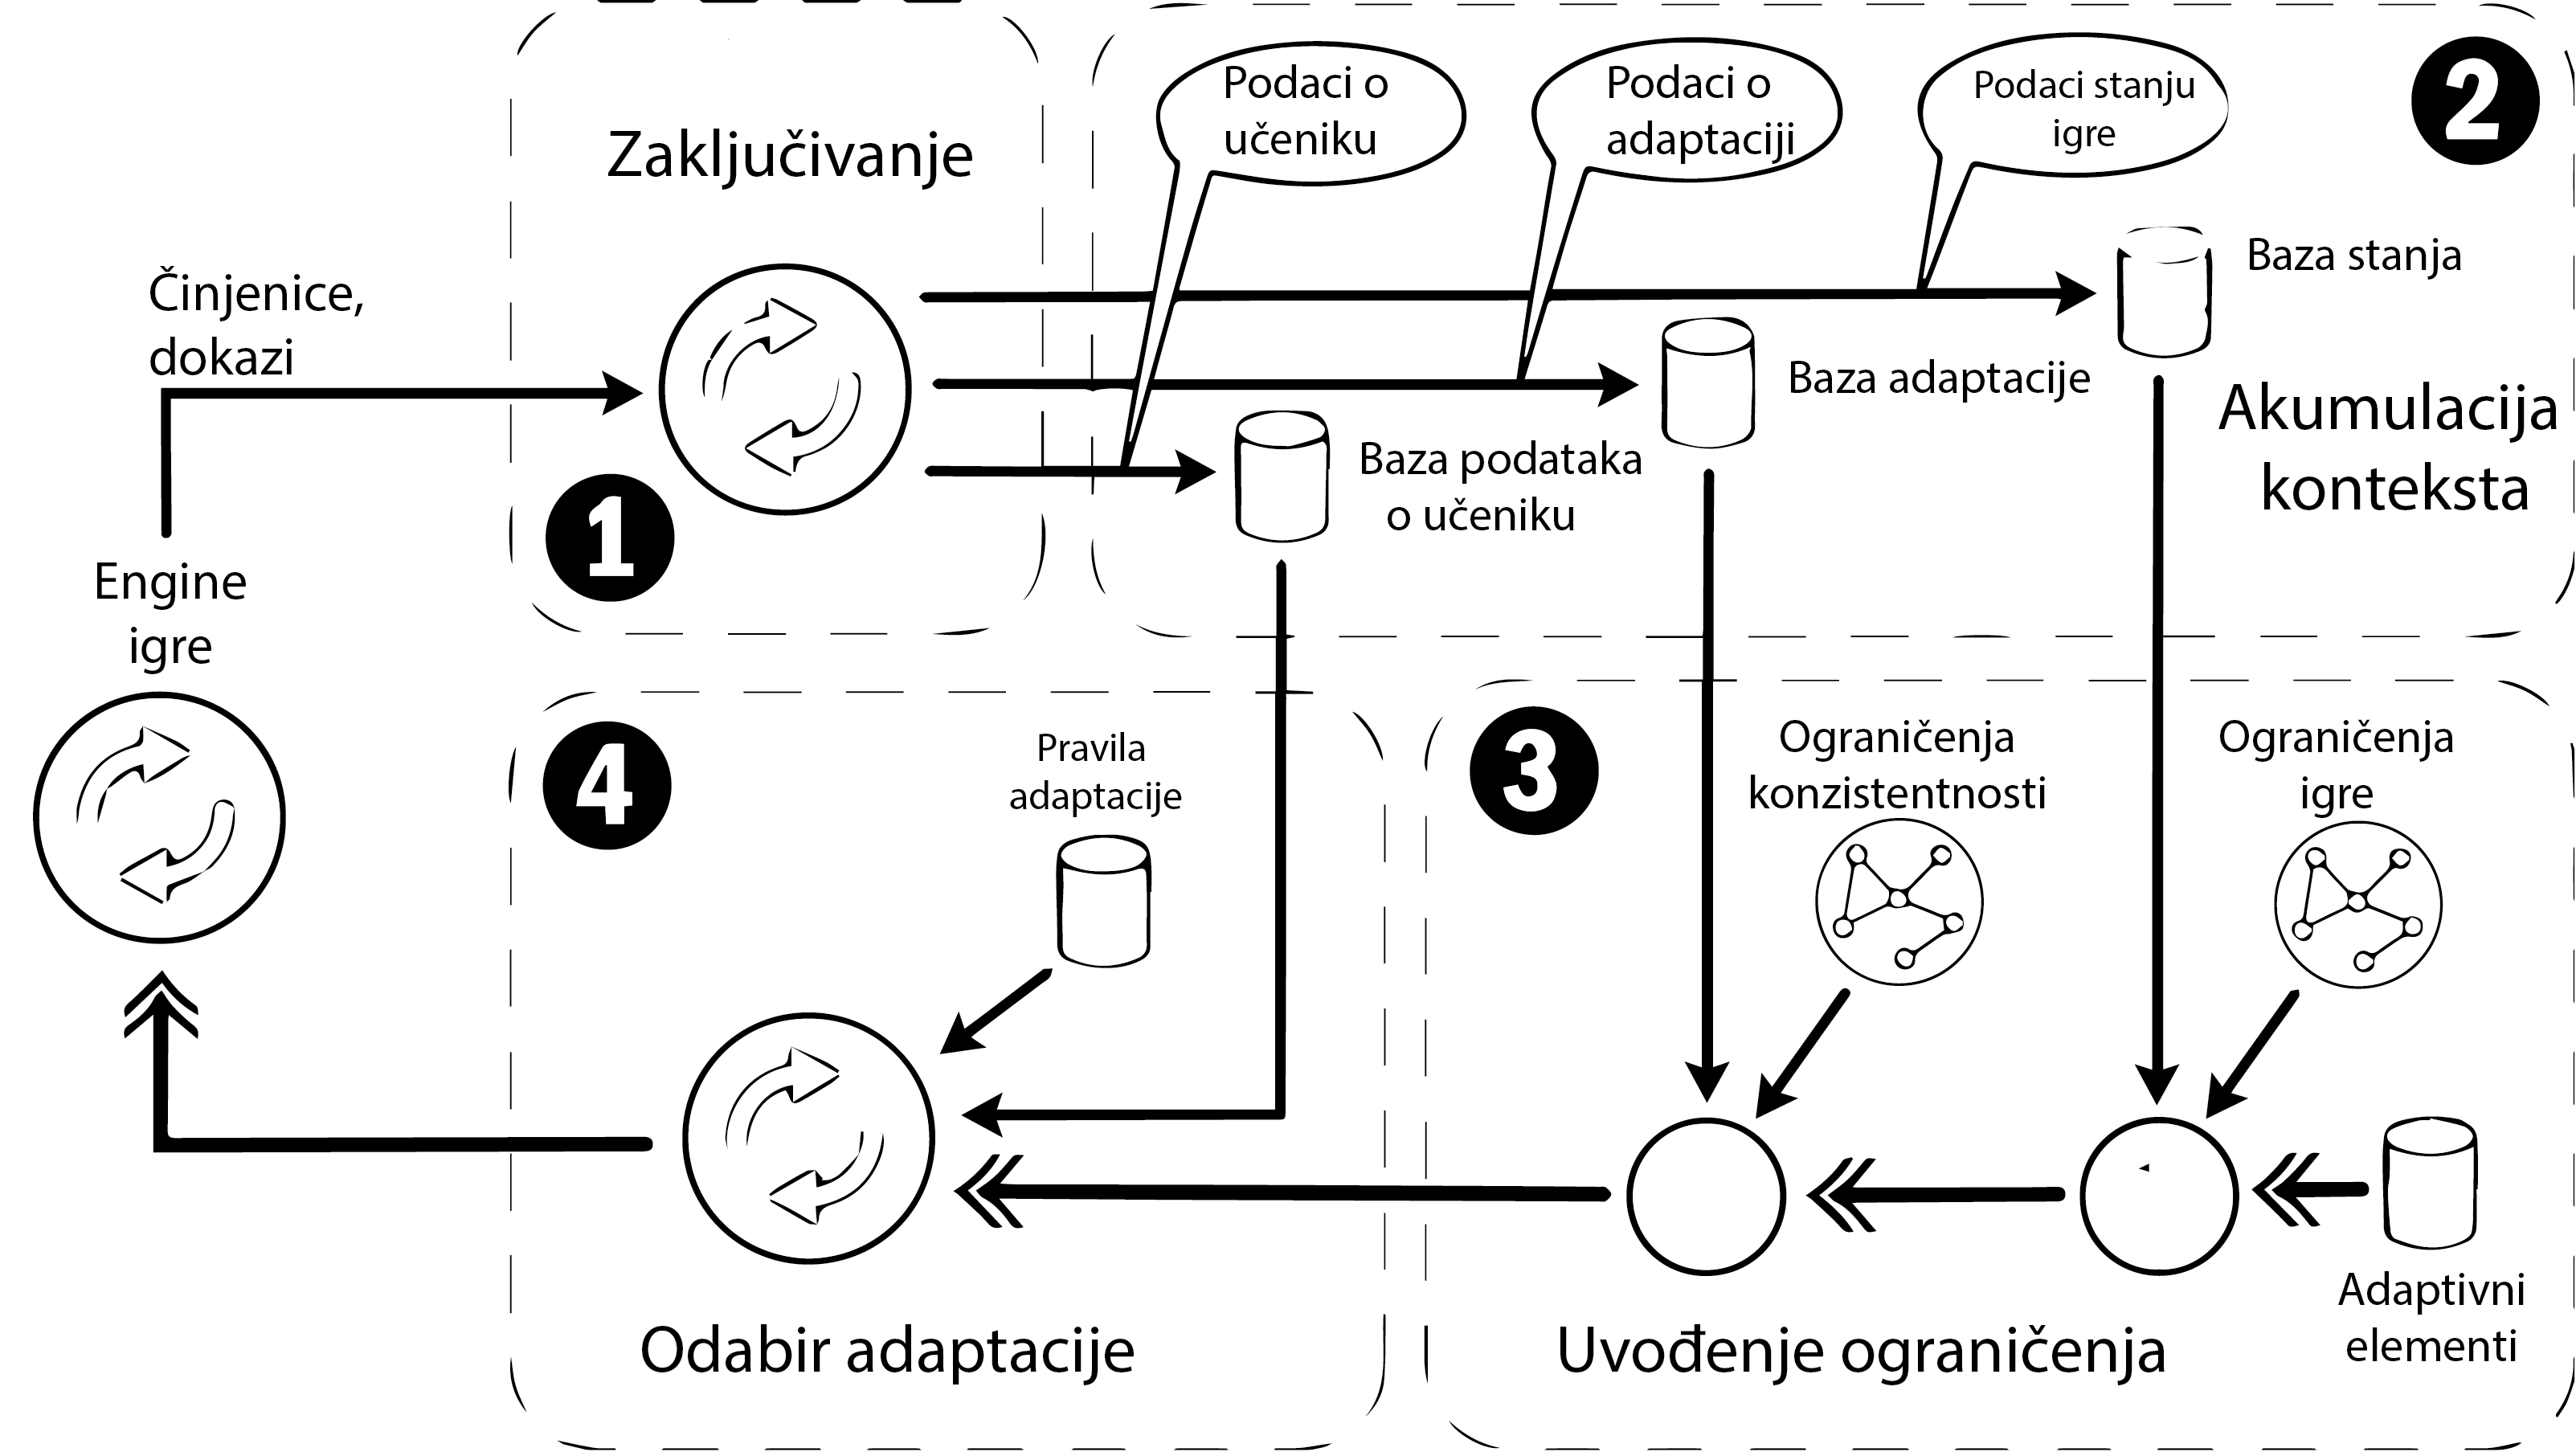 Zaključivanje
1
Činjenice,
dokazi
Engine
igre
Podaci o
učeniku
Podaci o
adaptaciji
Podaci stanju
igre
2
Baza stanja
Baza adaptacije
Baza podataka
o učeniku
Akumulacija
konteksta
3
Ograničenja
konzistentnosti
Ograničenja
igre
Adaptivni
elementi
Uvođenje ograničenja
4
Pravila
adaptacije
Odabir adaptacije